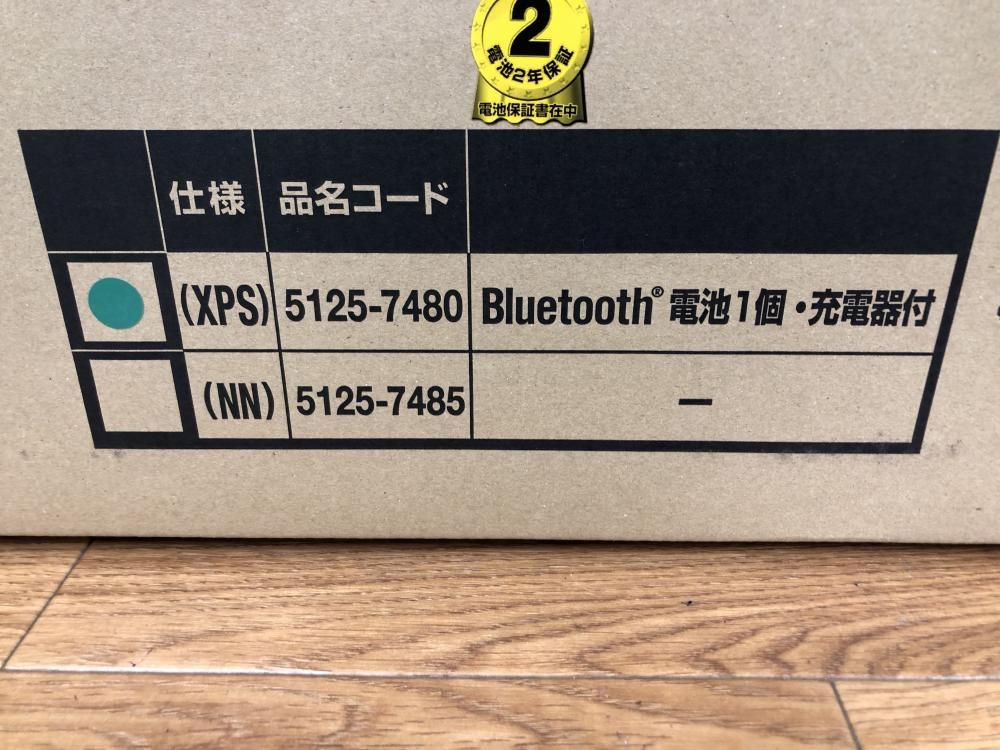 2
電池2年保証
電池保証書在中
仕様 品名コード
(XPS) 5125-7480 Bluetooth® 電池1個・充電器付
(NN) 5125-7485 ー